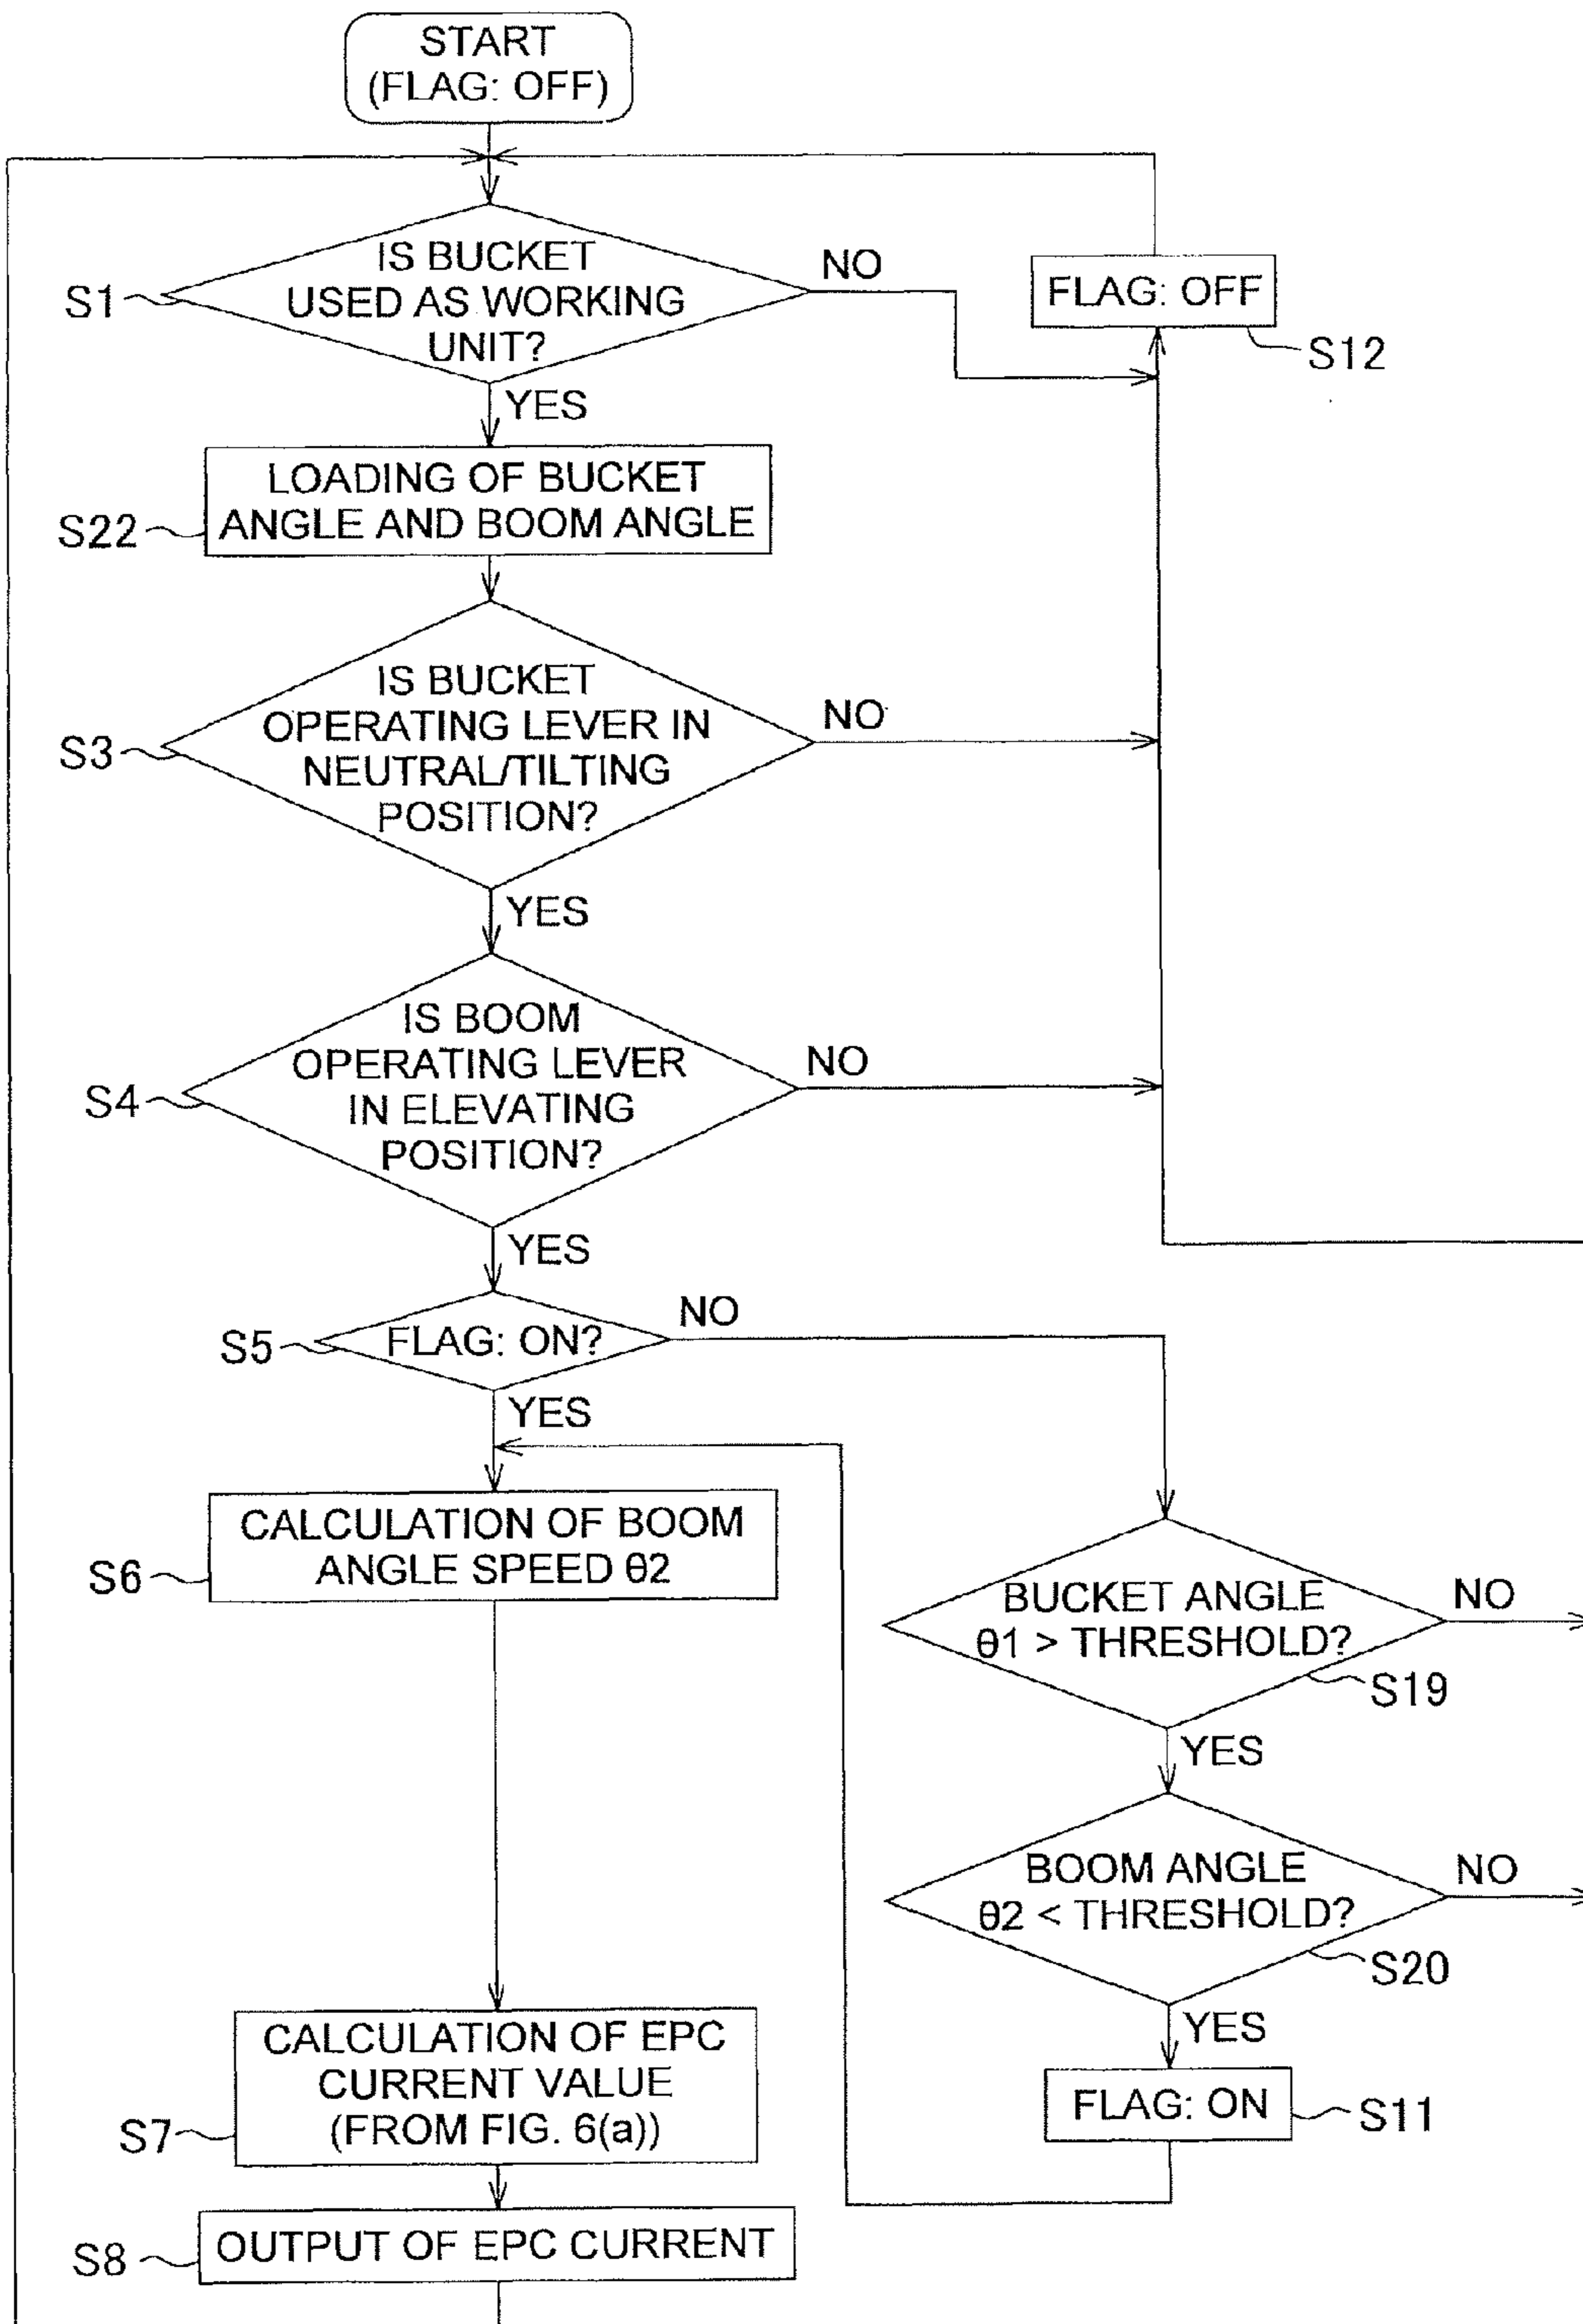 START
(FLAG: OFF)
IS BUCKET
USED AS WORKING
UNIT?
S1
NO
FLAG: OFF
S12
YES
LOADING OF BUCKET
ANGLE AND BOOM ANGLE
S22
IS BUCKET
OPERATING LEVER IN
NEUTRAL/TILTING
POSITION?
S3
NO
YES
IS BOOM
OPERATING LEVER
IN ELEVATING
POSITION?
S4
NO
YES
FLAG: ON?
S5
NO
YES
CALCULATION OF BOOM
ANGLE SPEED θ2
S6
BUCKET ANGLE
θ1 > THRESHOLD?
NO
S19
YES
BOOM ANGLE
θ2 < THRESHOLD?
NO
S20
YES
FLAG: ON
S11
CALCULATION OF EPC
CURRENT VALUE
(FROM FIG. 6(a))
S7
OUTPUT OF EPC CURRENT
S8